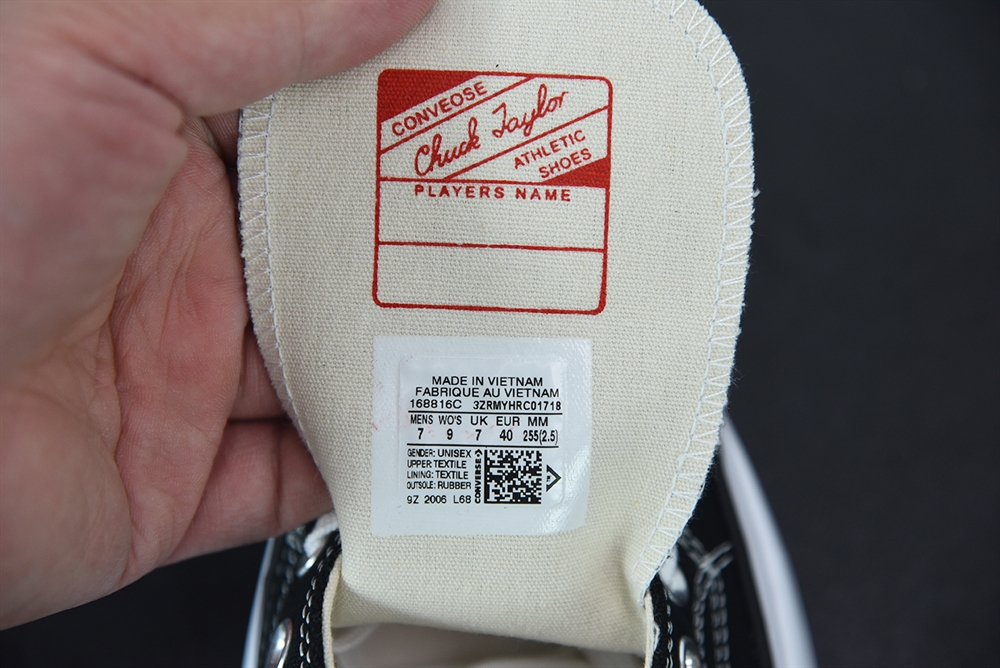 CONVEOSE
Chuck Taylor
ATHLETIC
SHOES
PLAYERS NAME
MADE IN VIETNAM
FABRIQUE AU VIETNAM
168816C 3ZRMYHRC01718
MENS WO'S UK EUR MM
7 9 7 40 255(2.5)
GENDER: UNISEX
UPPER: TEXTILE
LINING: TEXTILE
OUTSOLE: RUBBER
CONVERSE
9Z 2006 L68